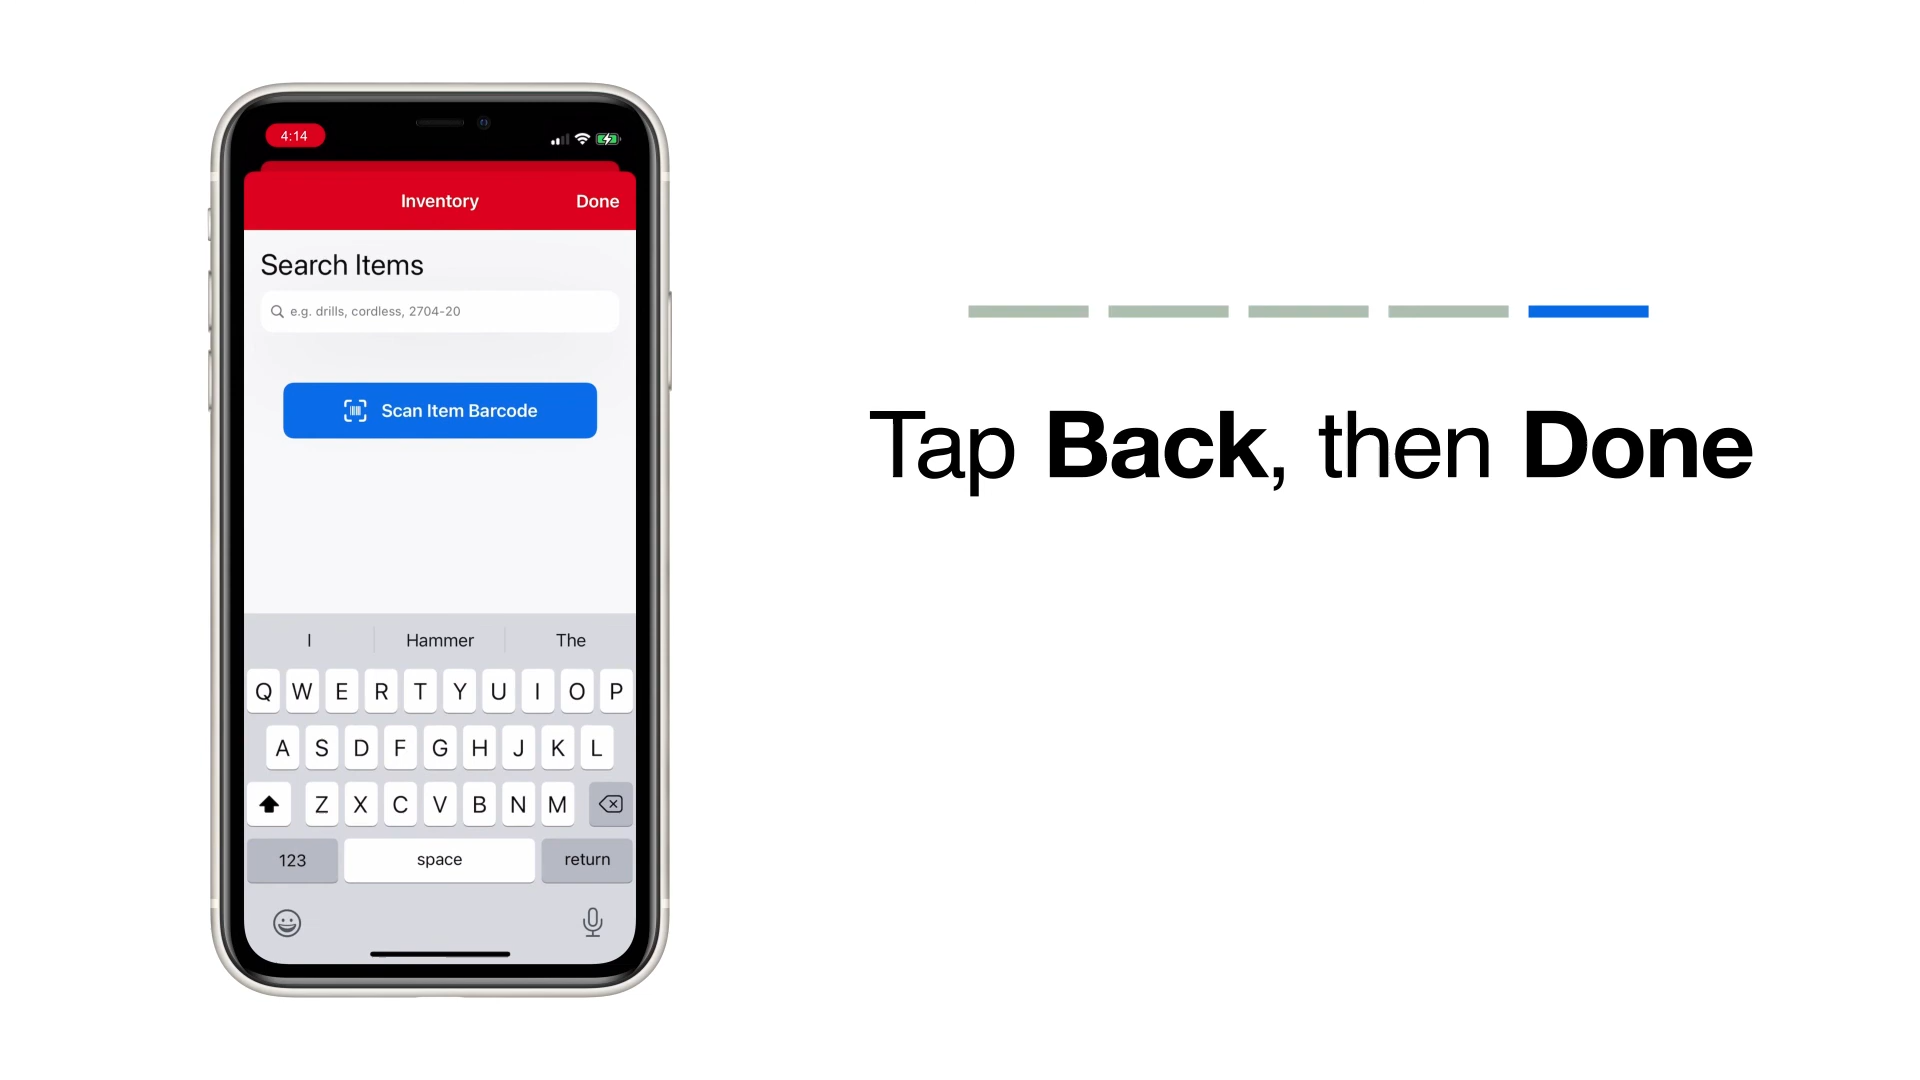 4:14
Inventory
Done
Search Items
e.g. drills, cordless, 2704-20
Scan Item Barcode
Tap Back, then Done
I Hammer The
Q W E R T Y U I O P
A S D F G H J K L
Z X C V B N M
123 space return